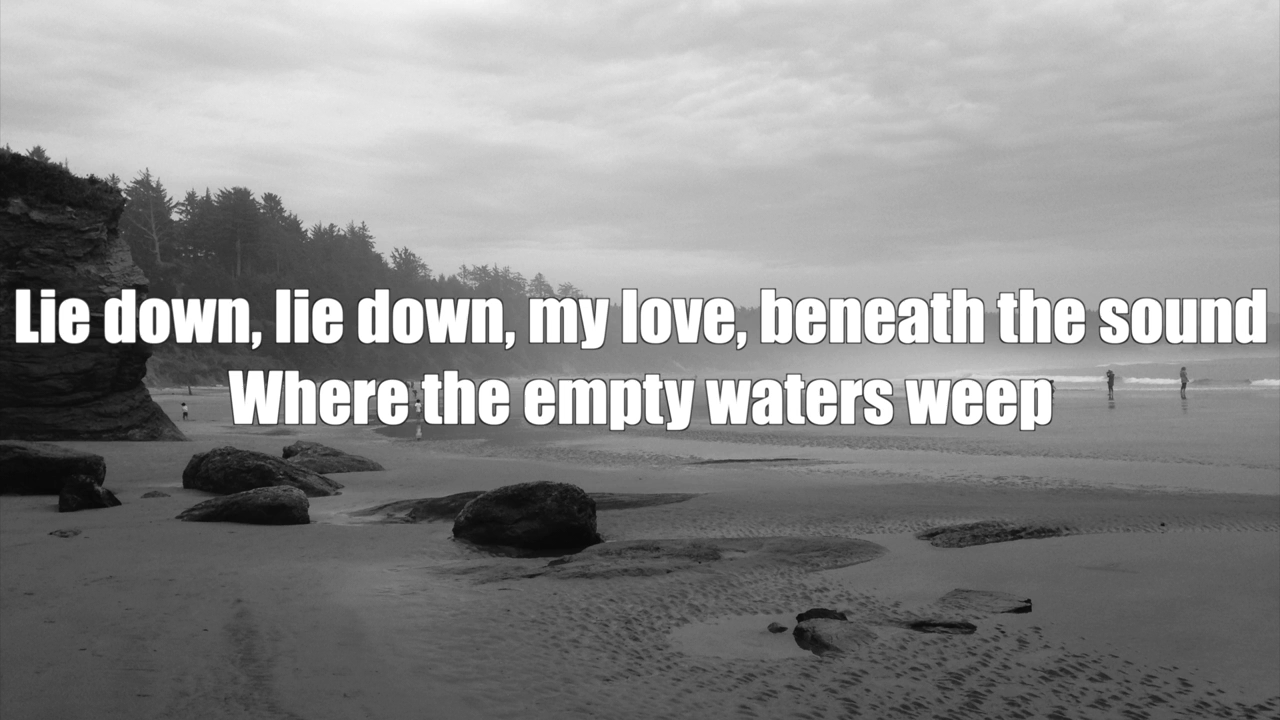 Lie down, lie down, my love, beneath the sound
Where the empty waters weep